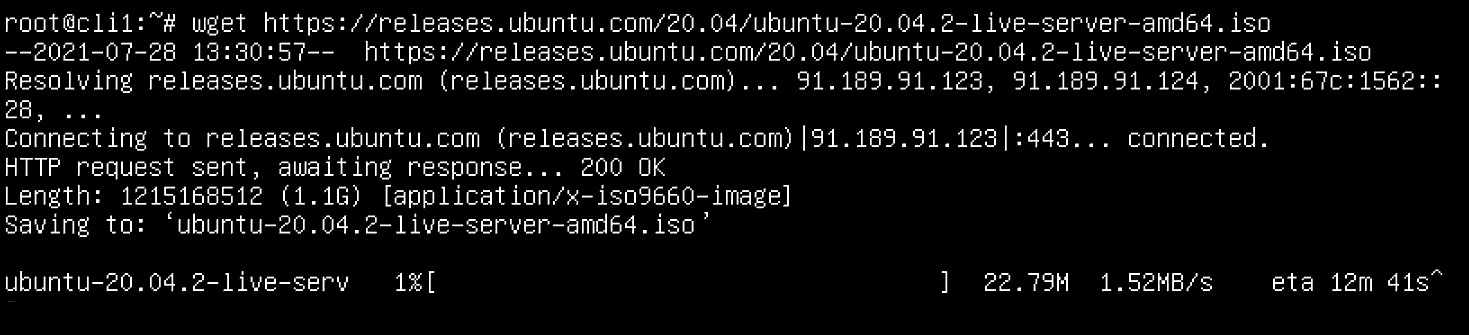 root@cli1:~# wget https://releases.ubuntu.com/20.04/ubuntu-20.04.2-live-server-amd64.iso
--2021-07-28 13:30:57--  https://releases.ubuntu.com/20.04/ubuntu-20.04.2-live-server-amd64.iso
Resolving releases.ubuntu.com (releases.ubuntu.com)... 91.189.91.123, 91.189.91.124, 2001:67c:1562::
28, ...
Connecting to releases.ubuntu.com (releases.ubuntu.com)|91.189.91.123|:443... connected.
HTTP request sent, awaiting response... 200 OK
Length: 1215168512 (1.1G) [application/x-iso9660-image]
Saving to: ‘ubuntu-20.04.2-live-server-amd64.iso’
ubuntu-20.04.2-live-serv   1%[                                   ]  22.79M  1.52MB/s    eta 12m 41s^